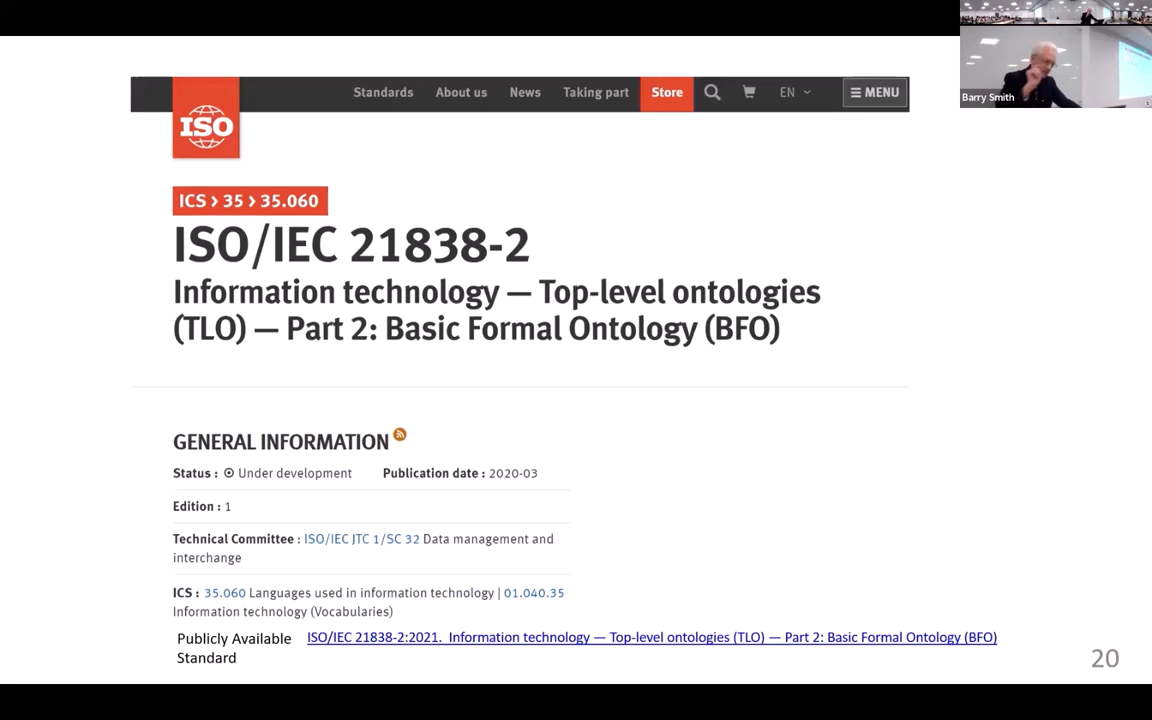 Standards About us News Taking part Store EN MENU
ISO
Barry Smith
ICS › 35 › 35.060
ISO/IEC 21838-2
Information technology — Top-level ontologies
(TLO) — Part 2: Basic Formal Ontology (BFO)
GENERAL INFORMATION
Status : Under development Publication date : 2020-03
Edition : 1
Technical Committee : ISO/IEC JTC 1/SC 32 Data management and
interchange
ICS : 35.060 Languages used in information technology | 01.040.35
Information technology (Vocabularies)
Publicly Available ISO/IEC 21838-2:2021. Information technology — Top-level ontologies (TLO) — Part 2: Basic Formal Ontology (BFO)
Standard
20